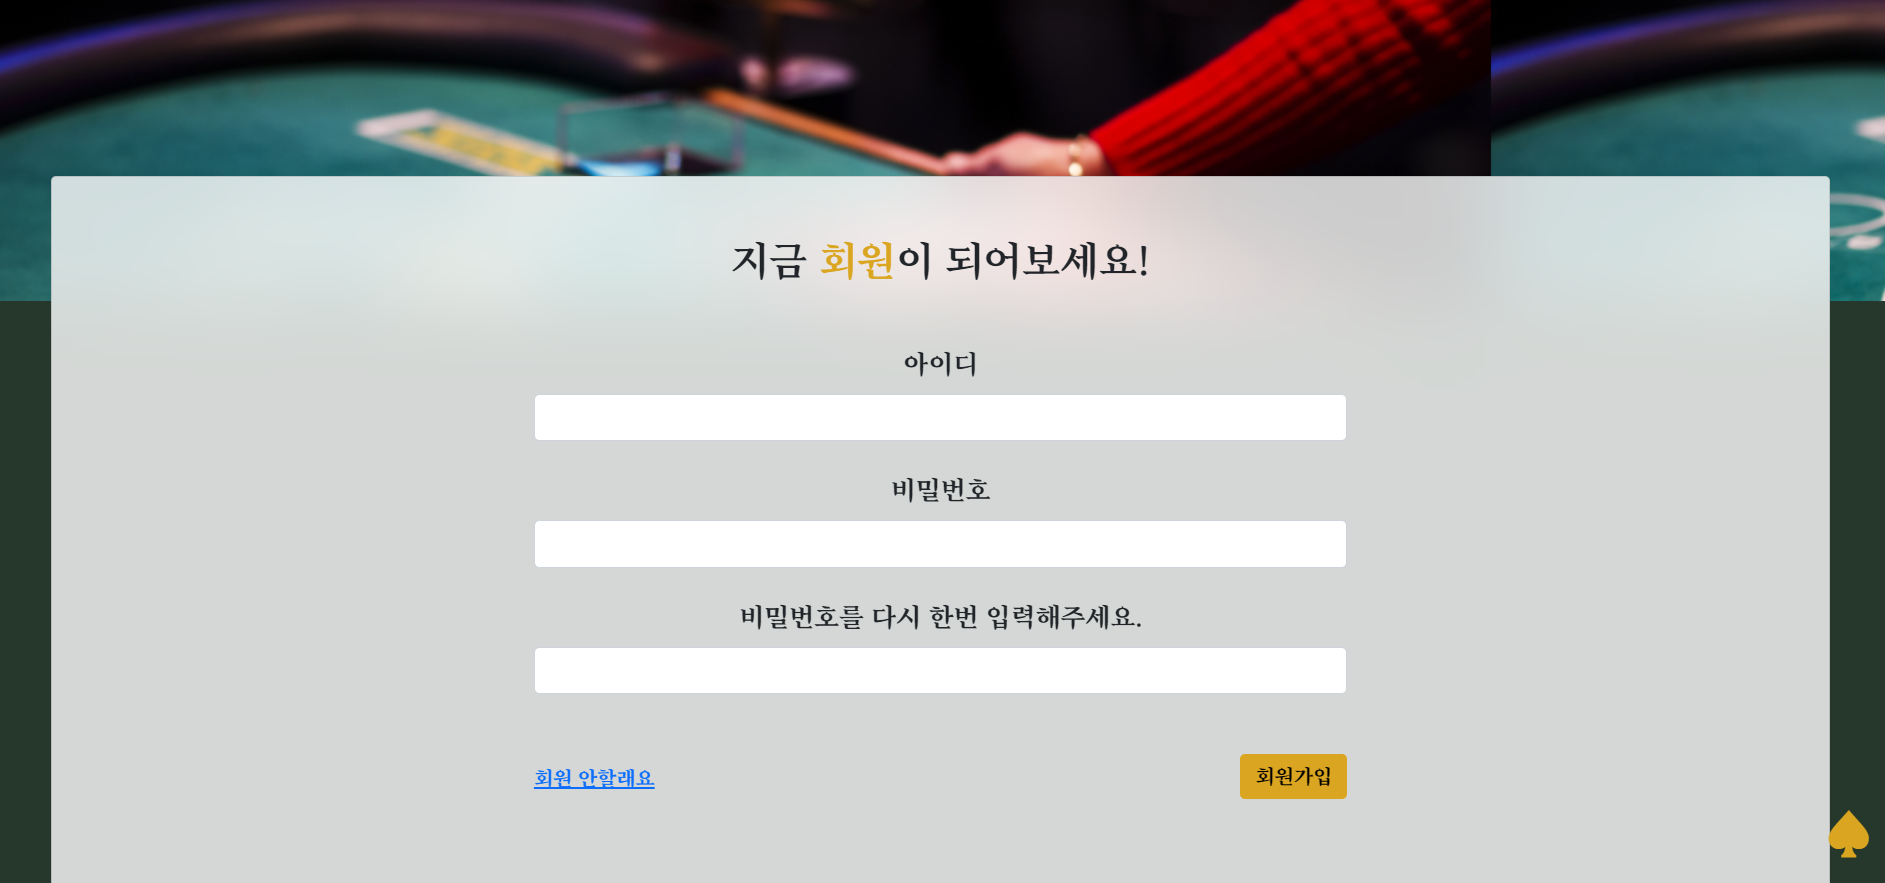 지금 회원이 되어보세요!
아이디
비밀번호
비밀번호를 다시 한번 입력해주세요.
회원 안할래요
회원가입